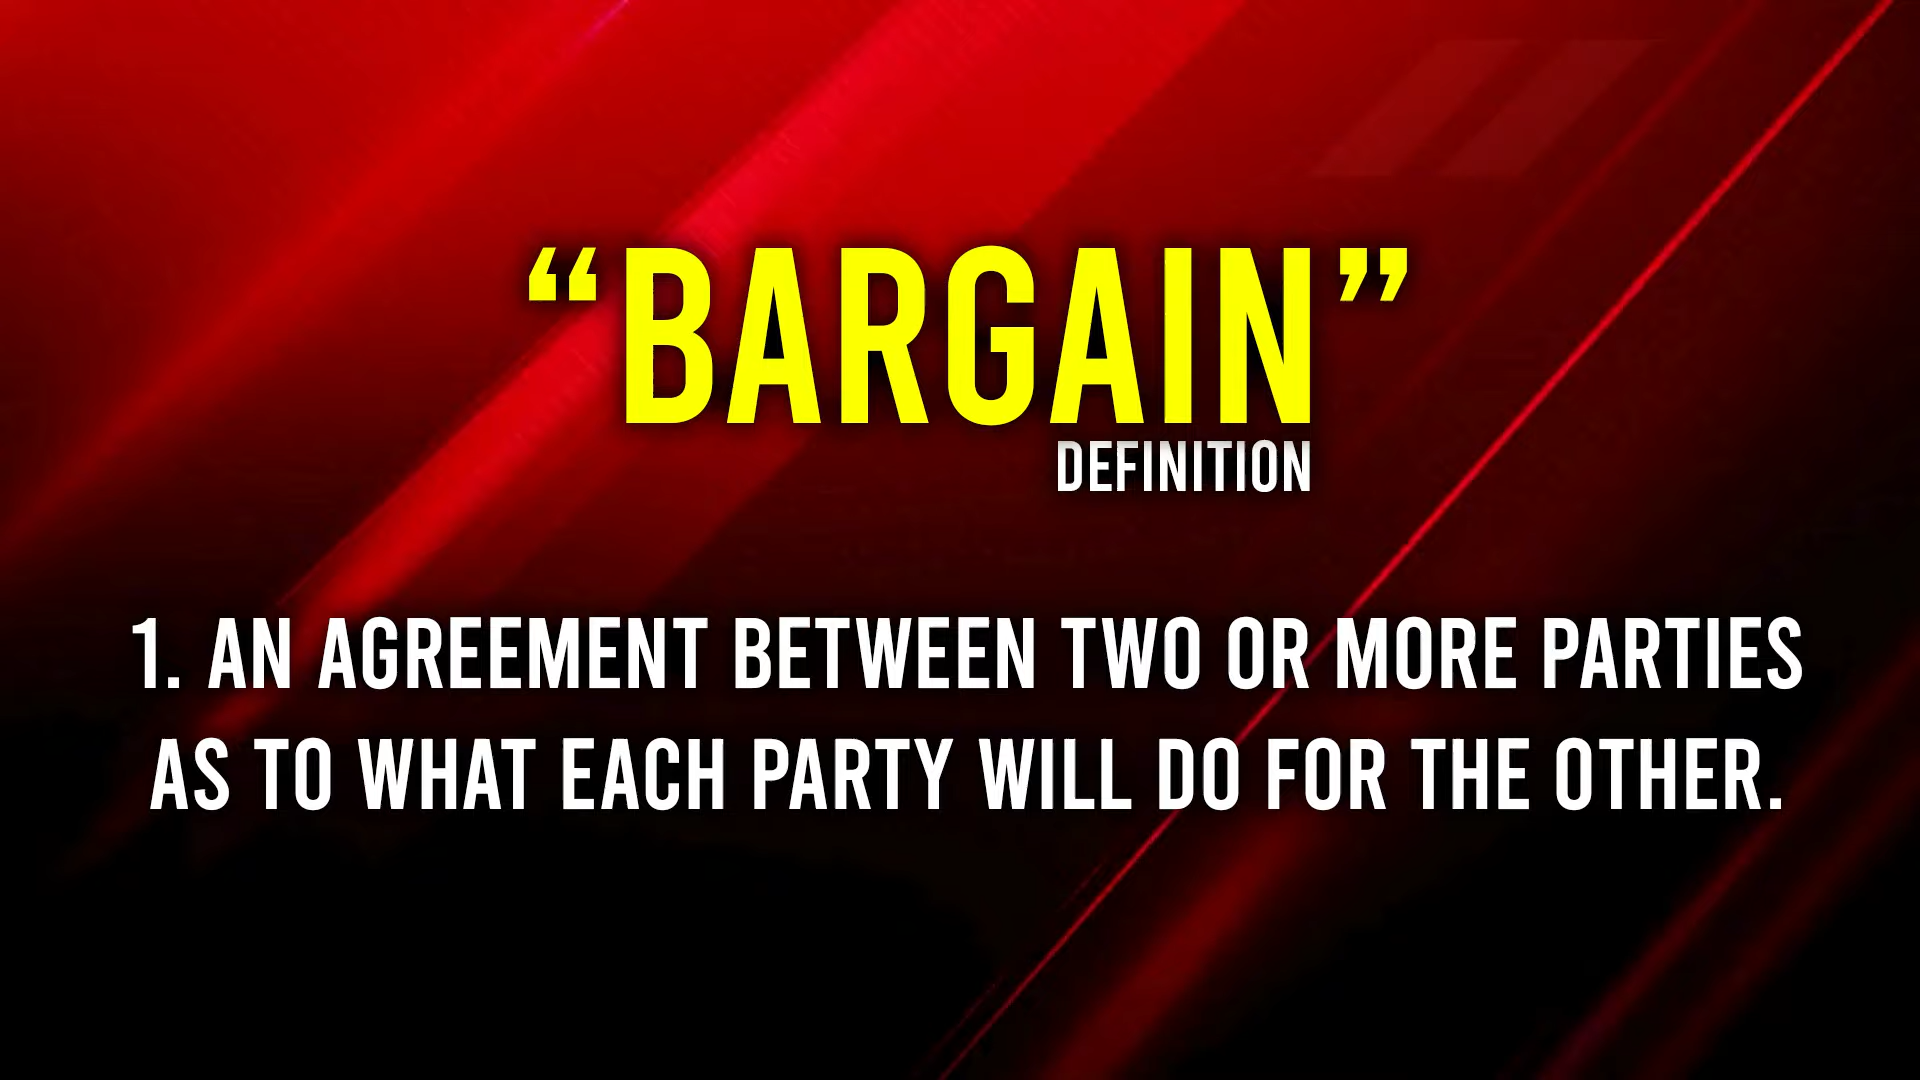 “BARGAIN”
DEFINITION
1. AN AGREEMENT BETWEEN TWO OR MORE PARTIES
AS TO WHAT EACH PARTY WILL DO FOR THE OTHER.